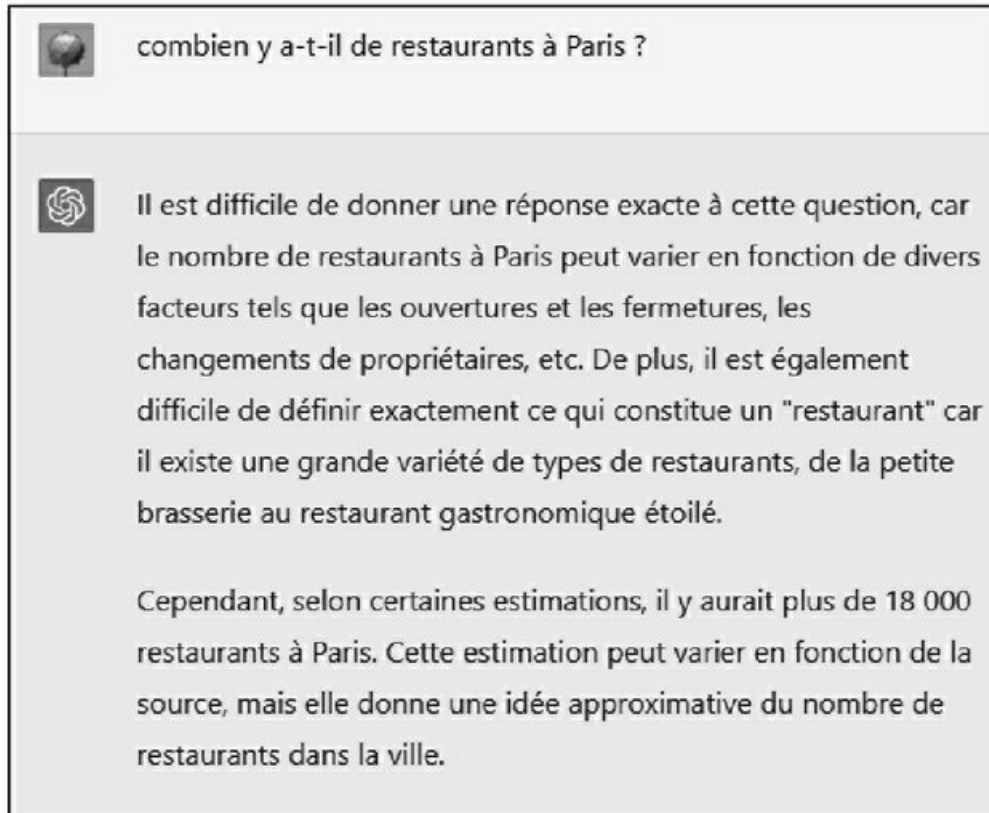 combien y a-t-il de restaurants à Paris ?
Il est difficile de donner une réponse exacte à cette question, car
le nombre de restaurants à Paris peut varier en fonction de divers
facteurs tels que les ouvertures et les fermetures, les
changements de propriétaires, etc. De plus, il est également
difficile de définir exactement ce qui constitue un "restaurant" car
il existe une grande variété de types de restaurants, de la petite
brasserie au restaurant gastronomique étoilé.
Cependant, selon certaines estimations, il y aurait plus de 18 000
restaurants à Paris. Cette estimation peut varier en fonction de la
source, mais elle donne une idée approximative du nombre de
restaurants dans la ville.